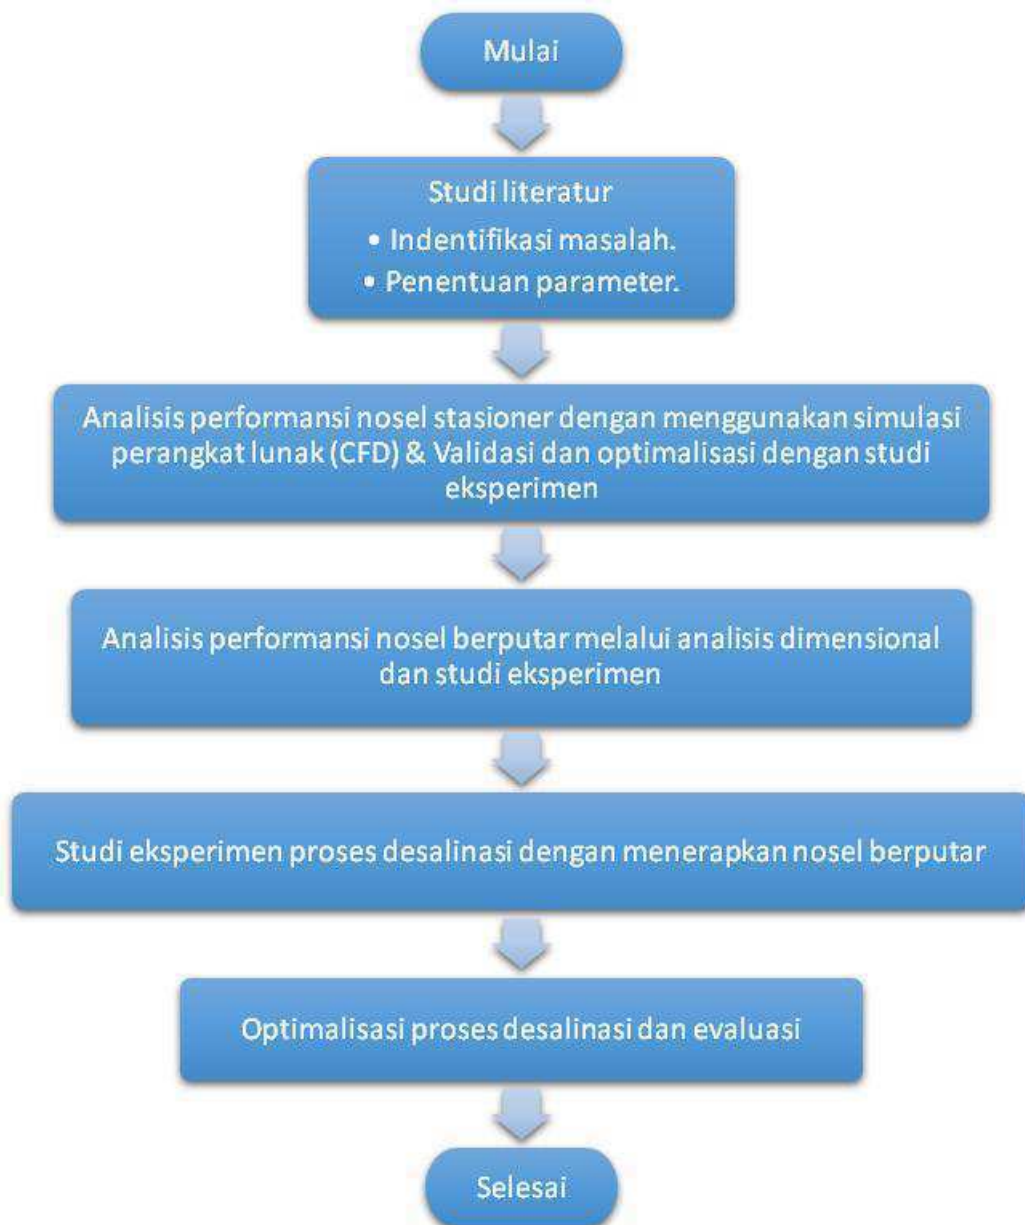 Mulai
Studi literatur
• Indentifikasi masalah.
• Penentuan parameter.
Analisis performansi nosel stasioner dengan menggunakan simulasi
perangkat lunak (CFD) & Validasi dan optimalisasi dengan studi
eksperimen
Analisis performansi nosel berputar melalui analisis dimensional
dan studi eksperimen
Studi eksperimen proses desalinasi dengan menerapkan nosel berputar
Optimalisasi proses desalinasi dan evaluasi
Selesai